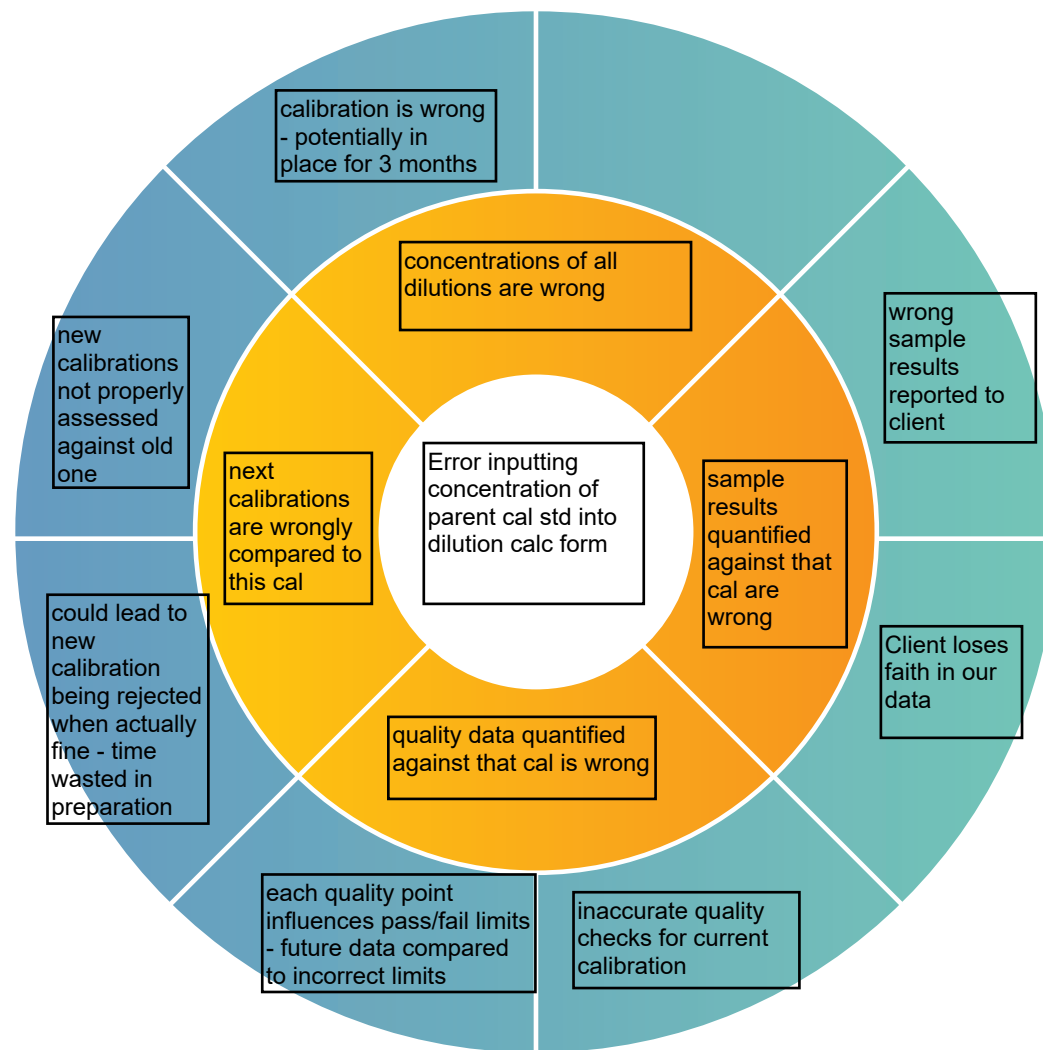 calibration is wrong
- potentially in
place for 3 months
concentrations of all
dilutions are wrong
new
calibrations
not properly
assessed
against old
one
wrong
sample
results
reported to
client
next
calibrations
are wrongly
compared to
this cal
Error inputting
concentration of
parent cal std into
dilution calc form
sample
results
quantified
against that
cal are
wrong
could lead to
new
calibration
being rejected
when actually
fine - time
wasted in
preparation
Client loses
faith in our
data
quality data quantified
against that cal is wrong
each quality point
influences pass/fail limits
- future data compared
to incorrect limits
inaccurate quality
checks for current
calibration